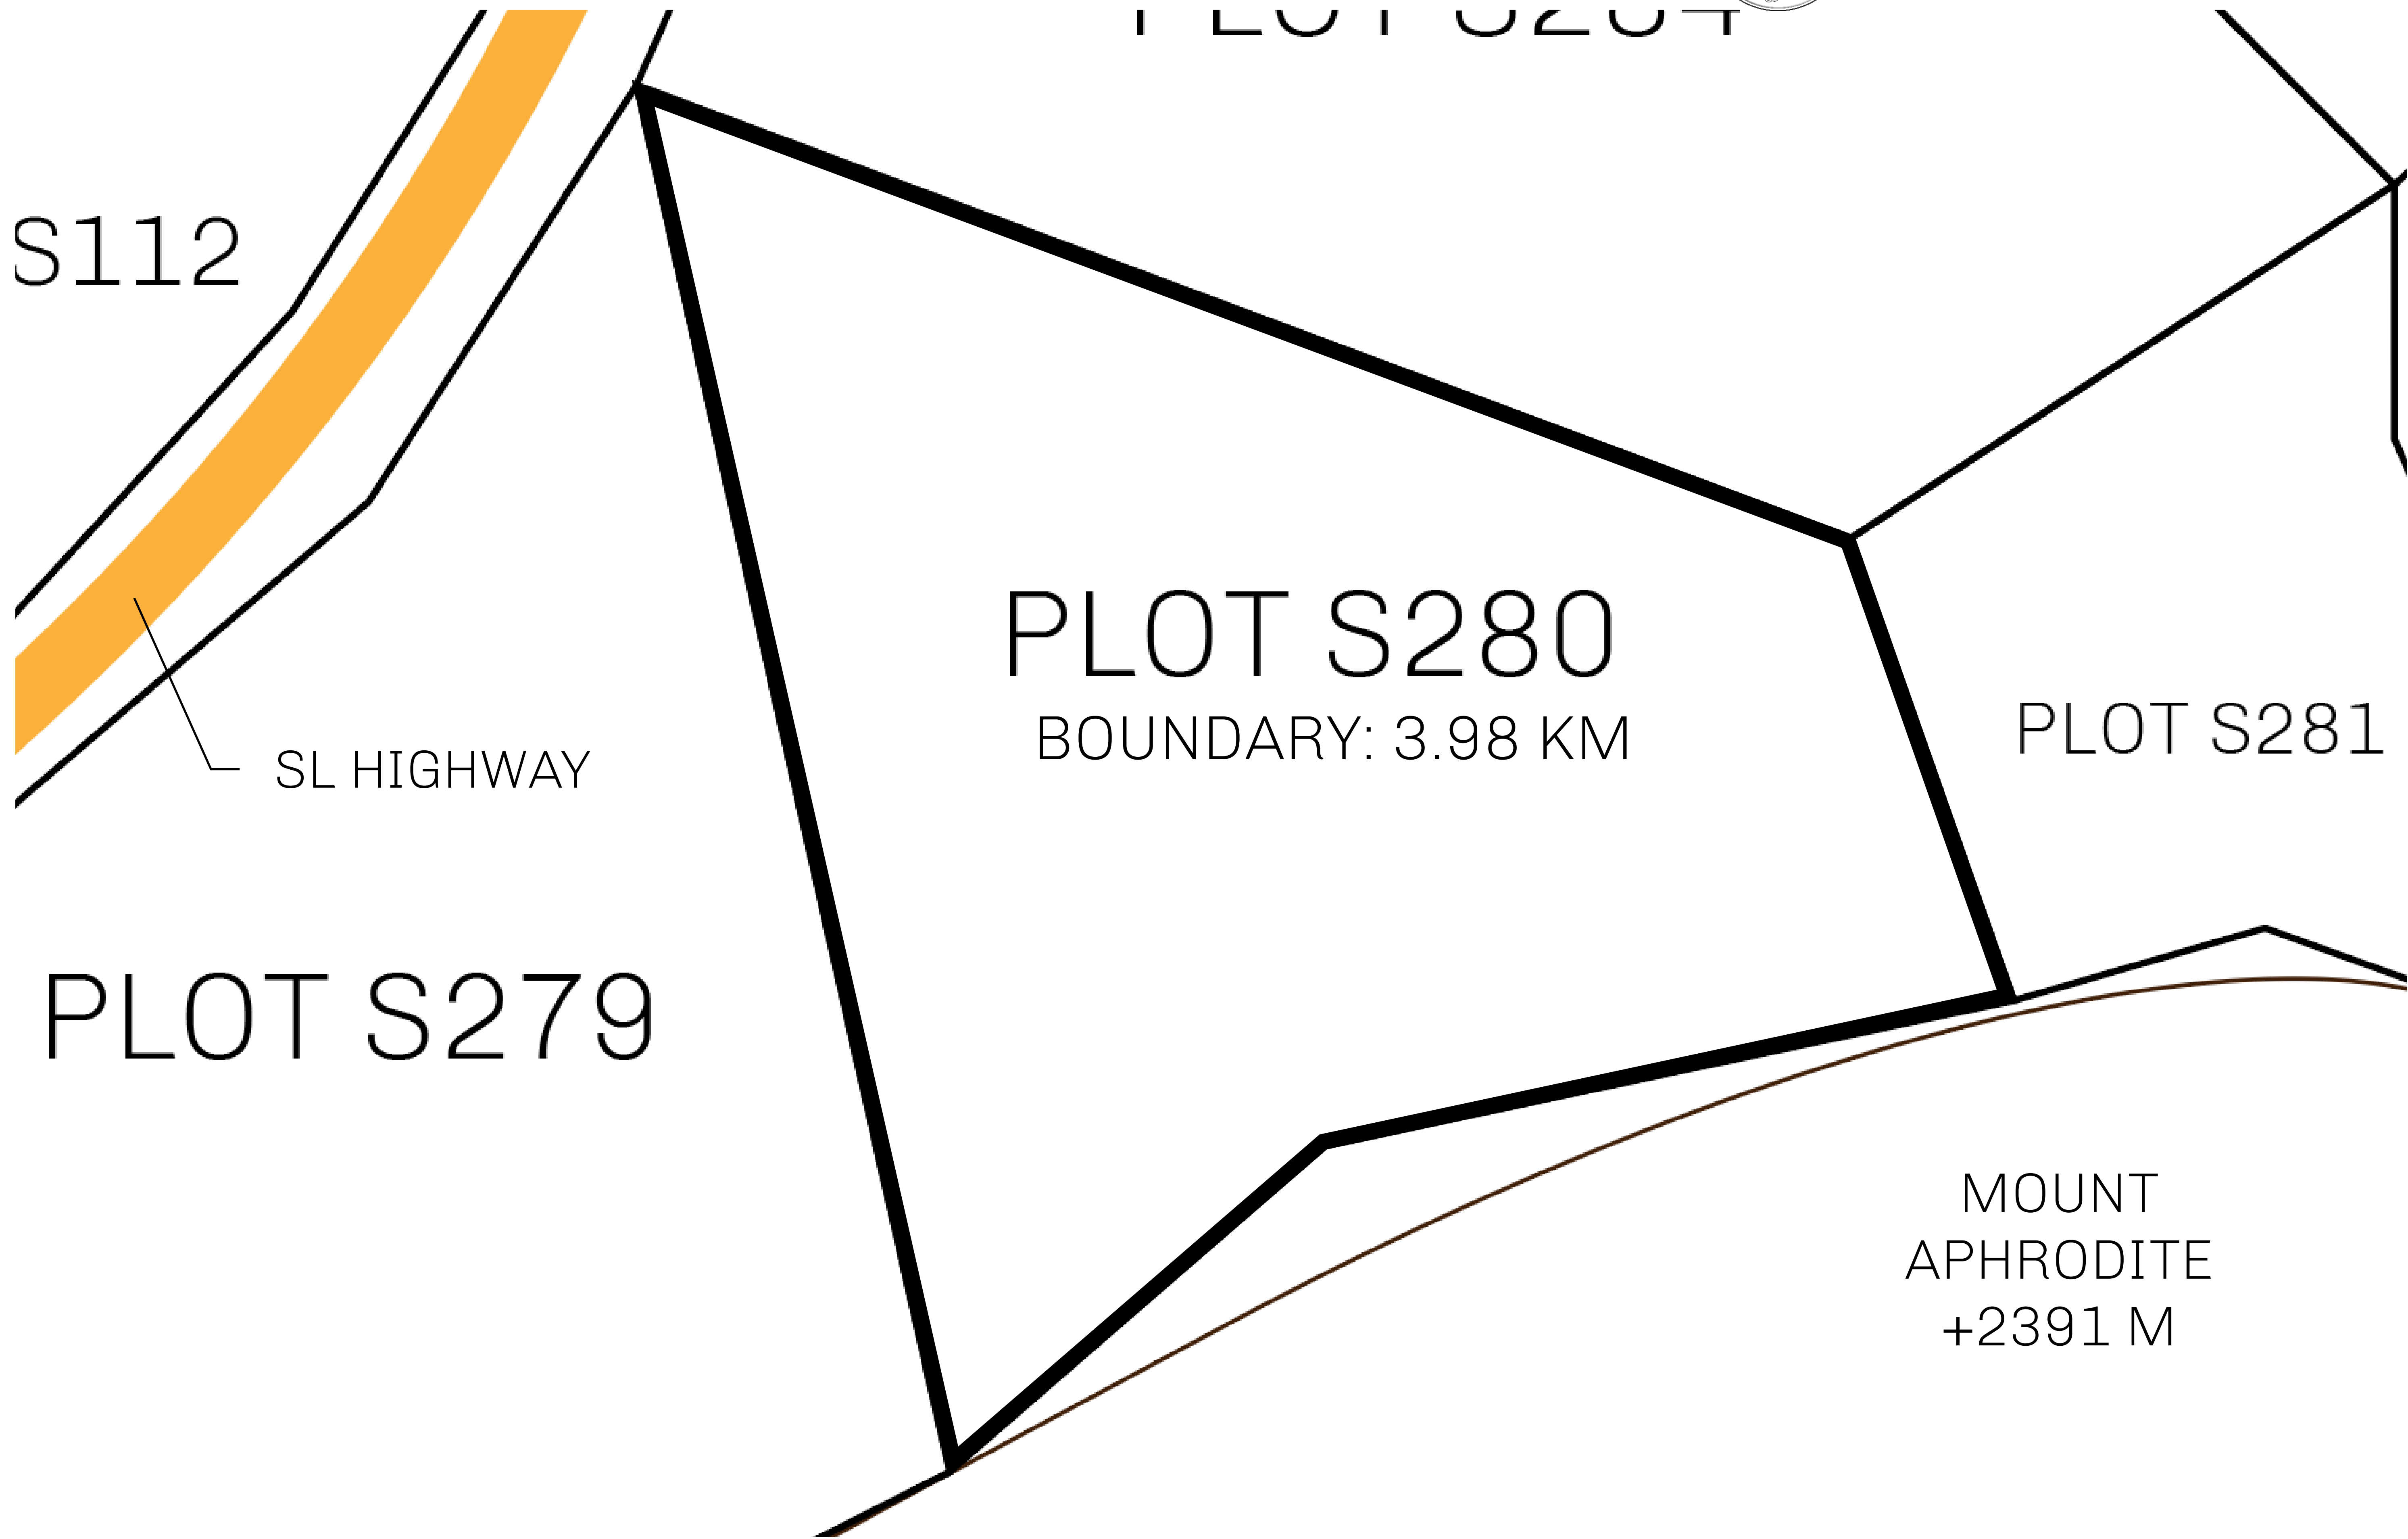 S112
PLOT S280
BOUNDARY: 3.98 KM
PLOT S281
SL HIGHWAY
PLOT S279
MOUNT
APHRODITE
+2391 M